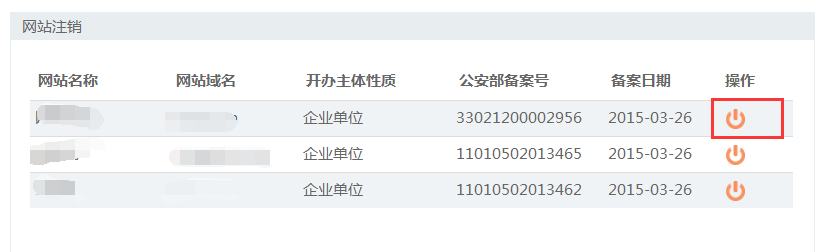 网站注销
网站名称 网站域名 开办主体性质 公安部备案号 备案日期 操作
企业单位 33021200002956 2015-03-26
企业单位 11010502013465 2015-03-26
企业单位 11010502013462 2015-03-26